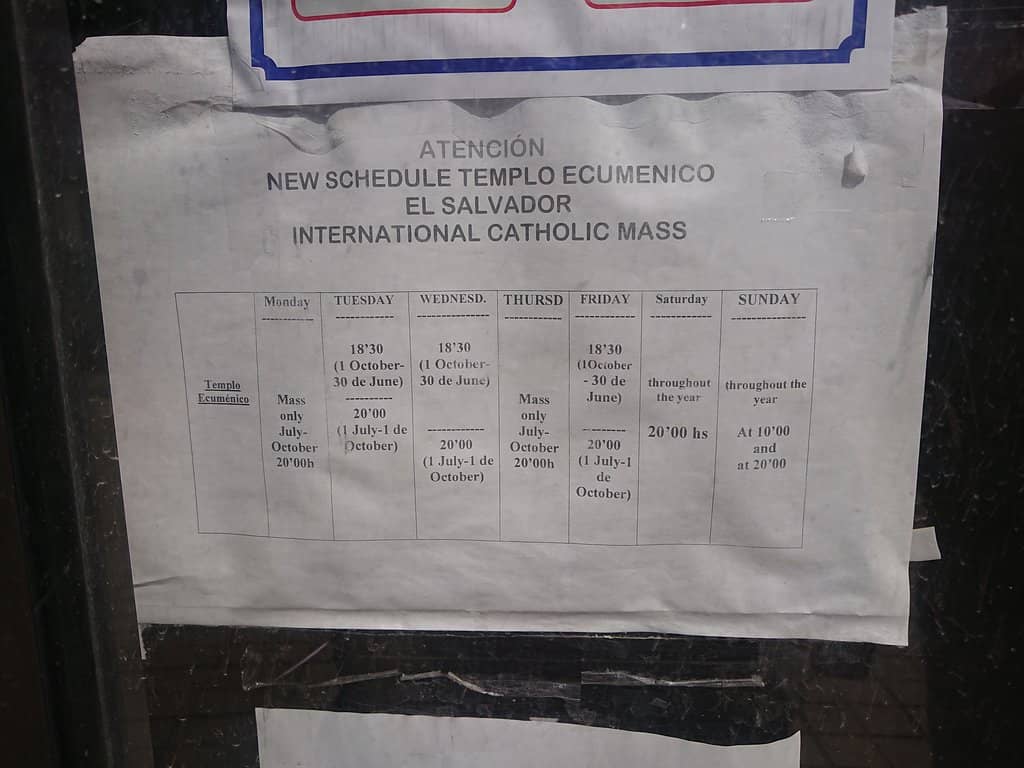 ATENCIÓN
NEW SCHEDULE TEMPLO ECUMENICO
EL SALVADOR
INTERNATIONAL CATHOLIC MASS
Templo
Ecuménico
Monday
------------
Mass
only
July-
October
20'00h
TUESDAY
------------
18'30
(1 October-
30 de June)
----------
20'00
(1 July-1 de
October)
WEDNESD.
---------------
18'30
(1 October-
30 de June)
------------
20'00
(1 July-1 de
October)
THURSD
------------
Mass
only
July-
October
20'00h
FRIDAY
------------
18'30
(1October
- 30 de
June)
---------
20'00
(1 July-1
de
October)
Saturday
------------
throughout
the year
20'00 hs
SUNDAY
---------------
throughout the
year
At 10'00
and
at 20'00